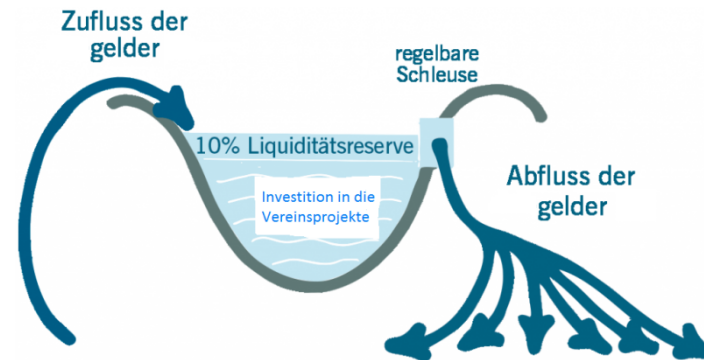 Zufluss der
gelder
regelbare
Schleuse
10% Liquiditätsreserve
Investition in die
Vereinsprojekte
Abfluss der
gelder